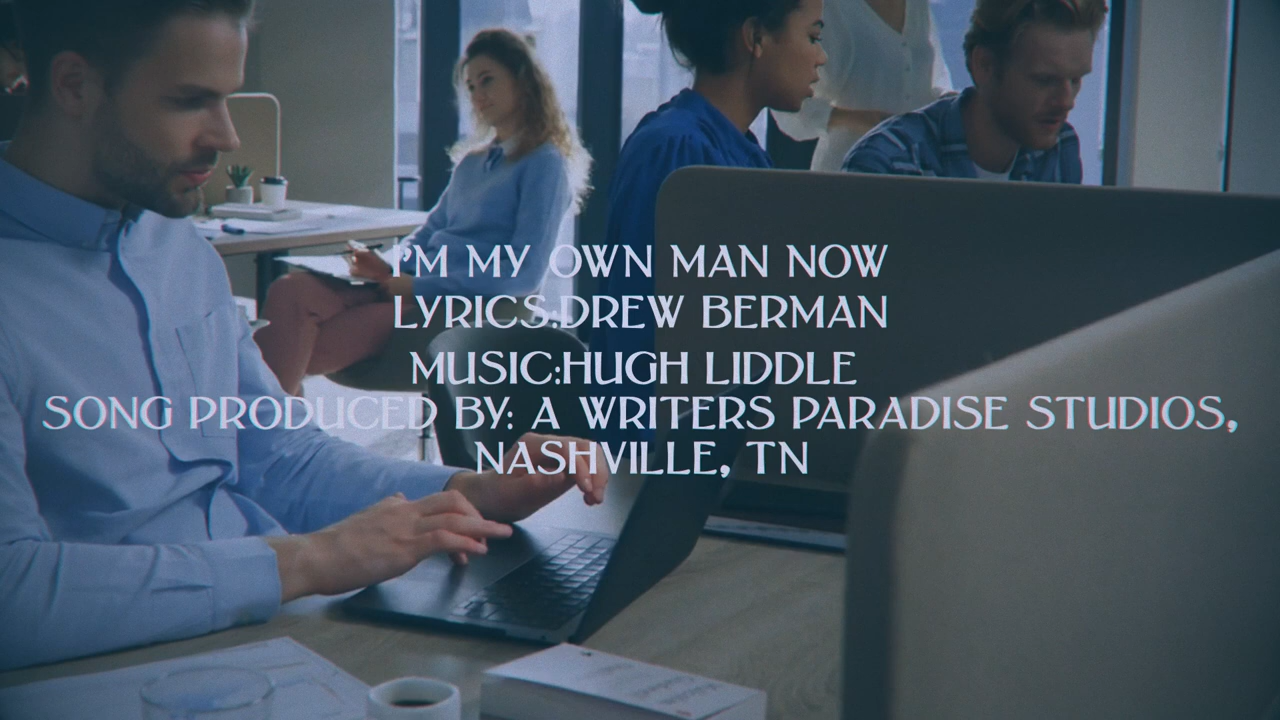 I'M MY OWN MAN NOW
LYRICS:DREW BERMAN
MUSIC:HUGH LIDDLE
SONG PRODUCED BY: A WRITERS PARADISE STUDIOS,
NASHVILLE, TN